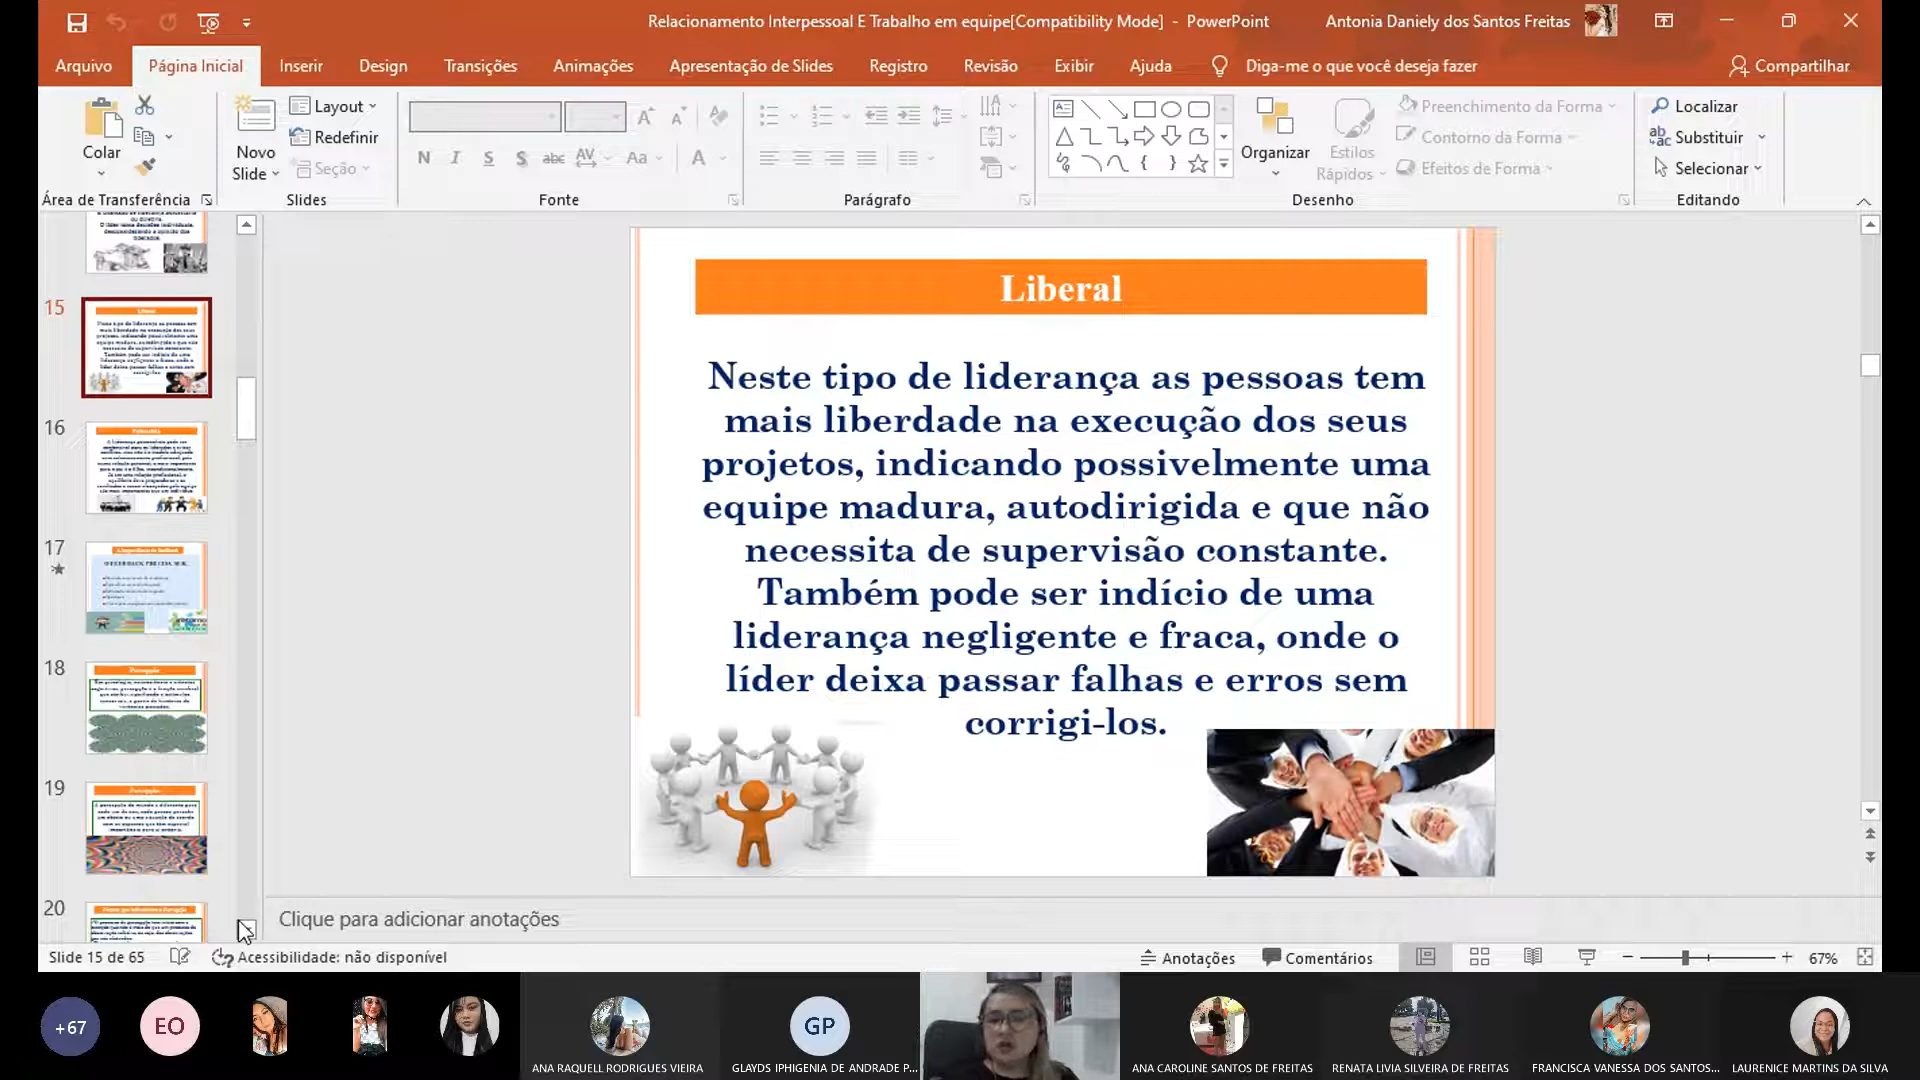 Relacionamento Interpessoal E Trabalho em equipe[Compatibility Mode] - PowerPoint
Antonia Daniely dos Santos Freitas
Arquivo
Página Inicial
Inserir
Design
Transições
Animações
Apresentação de Slides
Registro
Revisão
Exibir
Ajuda
Diga-me o que você deseja fazer
Compartilhar
Colar
Novo
Slide
Layout
Redefinir
Seção
Preenchimento da Forma
Contorno da Forma
Efeitos de Forma
Organizar
Estilos
Rápidos
Localizar
Substituir
Selecionar
Área de Transferência
Slides
Fonte
Parágrafo
Desenho
Editando
15
16
17
18
19
20
Liberal
Neste tipo de liderança as pessoas tem
mais liberdade na execução dos seus
projetos, indicando possivelmente uma
equipe madura, autodirigida e que não
necessita de supervisão constante.
Também pode ser indício de uma
liderança negligente e fraca, onde o
líder deixa passar falhas e erros sem
corrigi-los.
Clique para adicionar anotações
Slide 15 de 65
Acessibilidade: não disponível
Anotações
Comentários
67%
+67
EO
GP
ANA RAQUELL RODRIGUES VIEIRA
GLAYDS IPHIGENIA DE ANDRADE P...
ANA CAROLINE SANTOS DE FREITAS
RENATA LIVIA SILVEIRA DE FREITAS
FRANCISCA VANESSA DOS SANTOS...
LAURENICE MARTINS DA SILVA